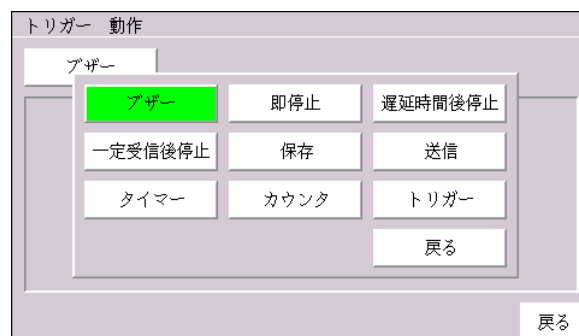 トリガー 動作
ブザー
ブザー 即停止 遅延時間後停止
一定受信後停止 保存 送信
タイマー カウンタ トリガー
戻る
戻る